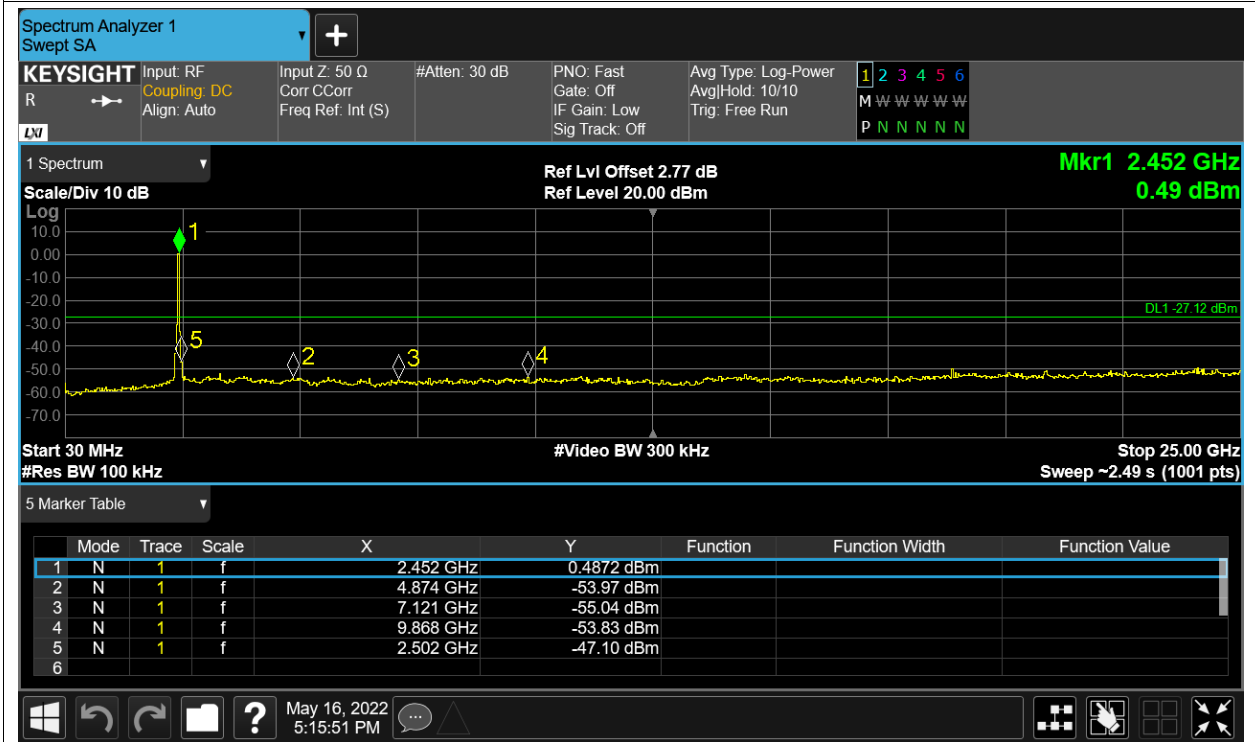 Spectrum Analyzer 1
Swept SA
+
KEYSIGHT
R
LXI
Input: RF
Coupling: DC
Align: Auto
Input Z: 50 Ω
Corr CCorr
Freq Ref: Int (S)
#Atten: 30 dB
PNO: Fast
Gate: Off
IF Gain: Low
Sig Track: Off
Avg Type: Log-Power
Avg|Hold: 10/10
Trig: Free Run
1 2 3 4 5 6
M W W W W W
P N N N N N
1 Spectrum
Scale/Div 10 dB
Ref Lvl Offset 2.77 dB
Ref Level 20.00 dBm
Mkr1 2.452 GHz
0.49 dBm
Log
10.0
0.00
-10.0
-20.0
-30.0
-40.0
-50.0
-60.0
-70.0
1
5
2
3
4
DL1 -27.12 dBm
Start 30 MHz
#Video BW 300 kHz
Stop 25.00 GHz
#Res BW 100 kHz
Sweep ~2.49 s (1001 pts)
5 Marker Table
Mode Trace Scale X Y Function Function Width Function Value
1 N 1 f 2.452 GHz 0.4872 dBm
2 N 1 f 4.874 GHz -53.97 dBm
3 N 1 f 7.121 GHz -55.04 dBm
4 N 1 f 9.868 GHz -53.83 dBm
5 N 1 f 2.502 GHz -47.10 dBm
6
?
May 16, 2022
5:15:51 PM